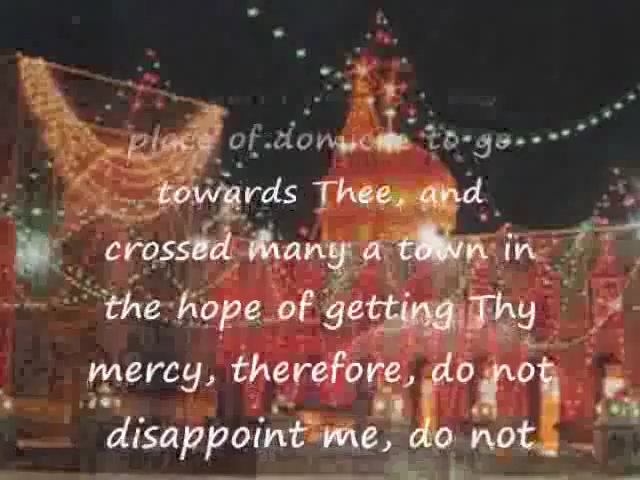 place of domicile to go
towards Thee, and
crossed many a town in
the hope of getting Thy
mercy, therefore, do not
disappoint me, do not